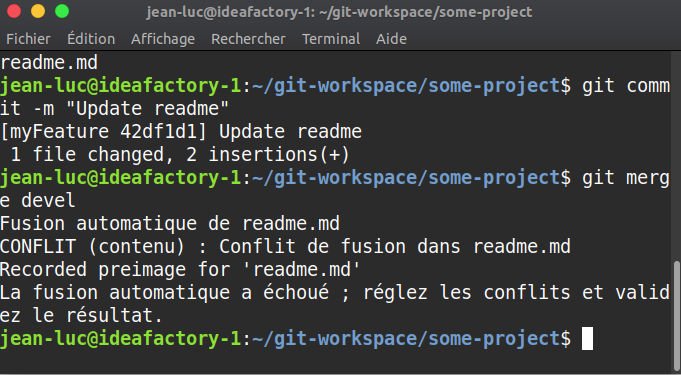 jean-luc@ideafactory-1: ~/git-workspace/some-project
Fichier Édition Affichage Rechercher Terminal Aide
readme.md
jean-luc@ideafactory-1:~/git-workspace/some-project$ git comm
it -m "Update readme"
[myFeature 42df1d1] Update readme
 1 file changed, 2 insertions(+)
jean-luc@ideafactory-1:~/git-workspace/some-project$ git merg
e devel
Fusion automatique de readme.md
CONFLIT (contenu) : Conflit de fusion dans readme.md
Recorded preimage for 'readme.md'
La fusion automatique a échoué ; réglez les conflits et valid
ez le résultat.
jean-luc@ideafactory-1:~/git-workspace/some-project$